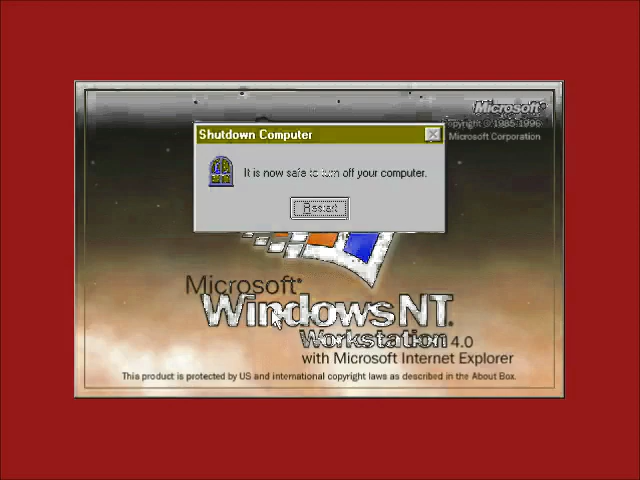 Microsoft®
Copyright © 1985-1996
Microsoft Corporation
Shutdown Computer
It is now safe to turn off your computer.
Restart
Microsoft®
Windows NT®
Workstation 4.0
with Microsoft Internet Explorer
This product is protected by US and international copyright laws as described in the About Box.